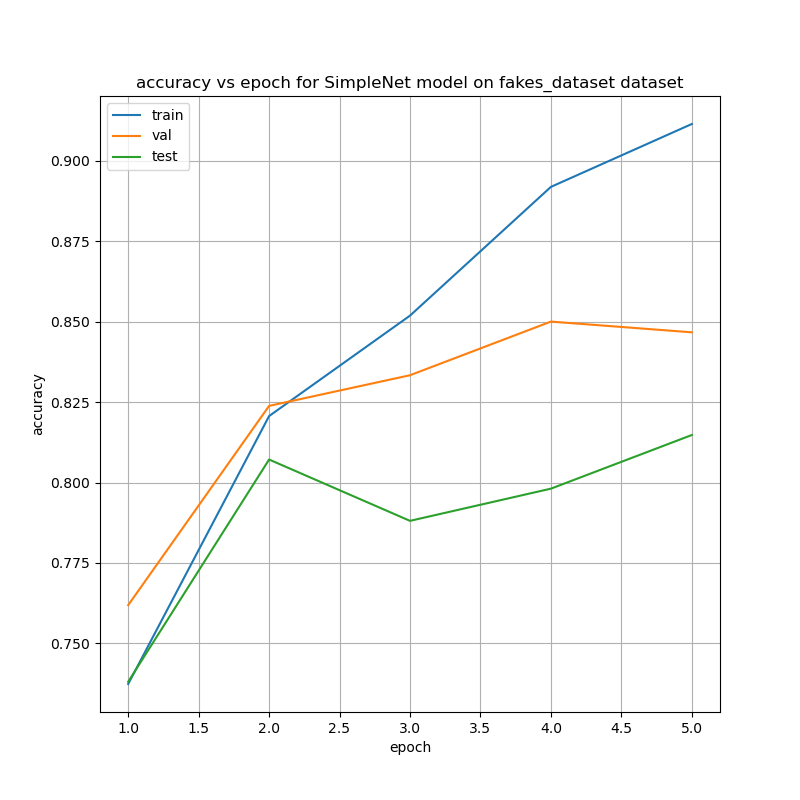 accuracy vs epoch for SimpleNet model on fakes_dataset dataset
train
val
test
0.900
0.875
0.850
0.825
0.800
0.775
0.750
accuracy
1.0 1.5 2.0 2.5 3.0 3.5 4.0 4.5 5.0
epoch